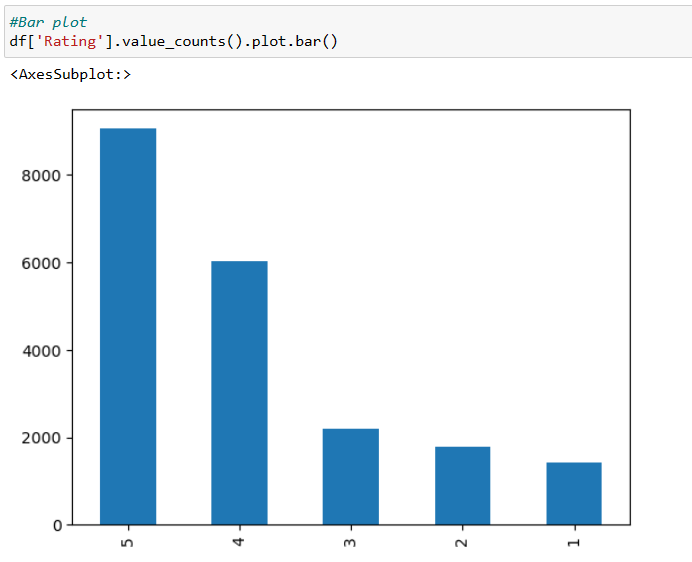 #Bar plot
df['Rating'].value_counts().plot.bar()
<AxesSubplot:>
8000
6000
4000
2000
0
5 4 3 2 1